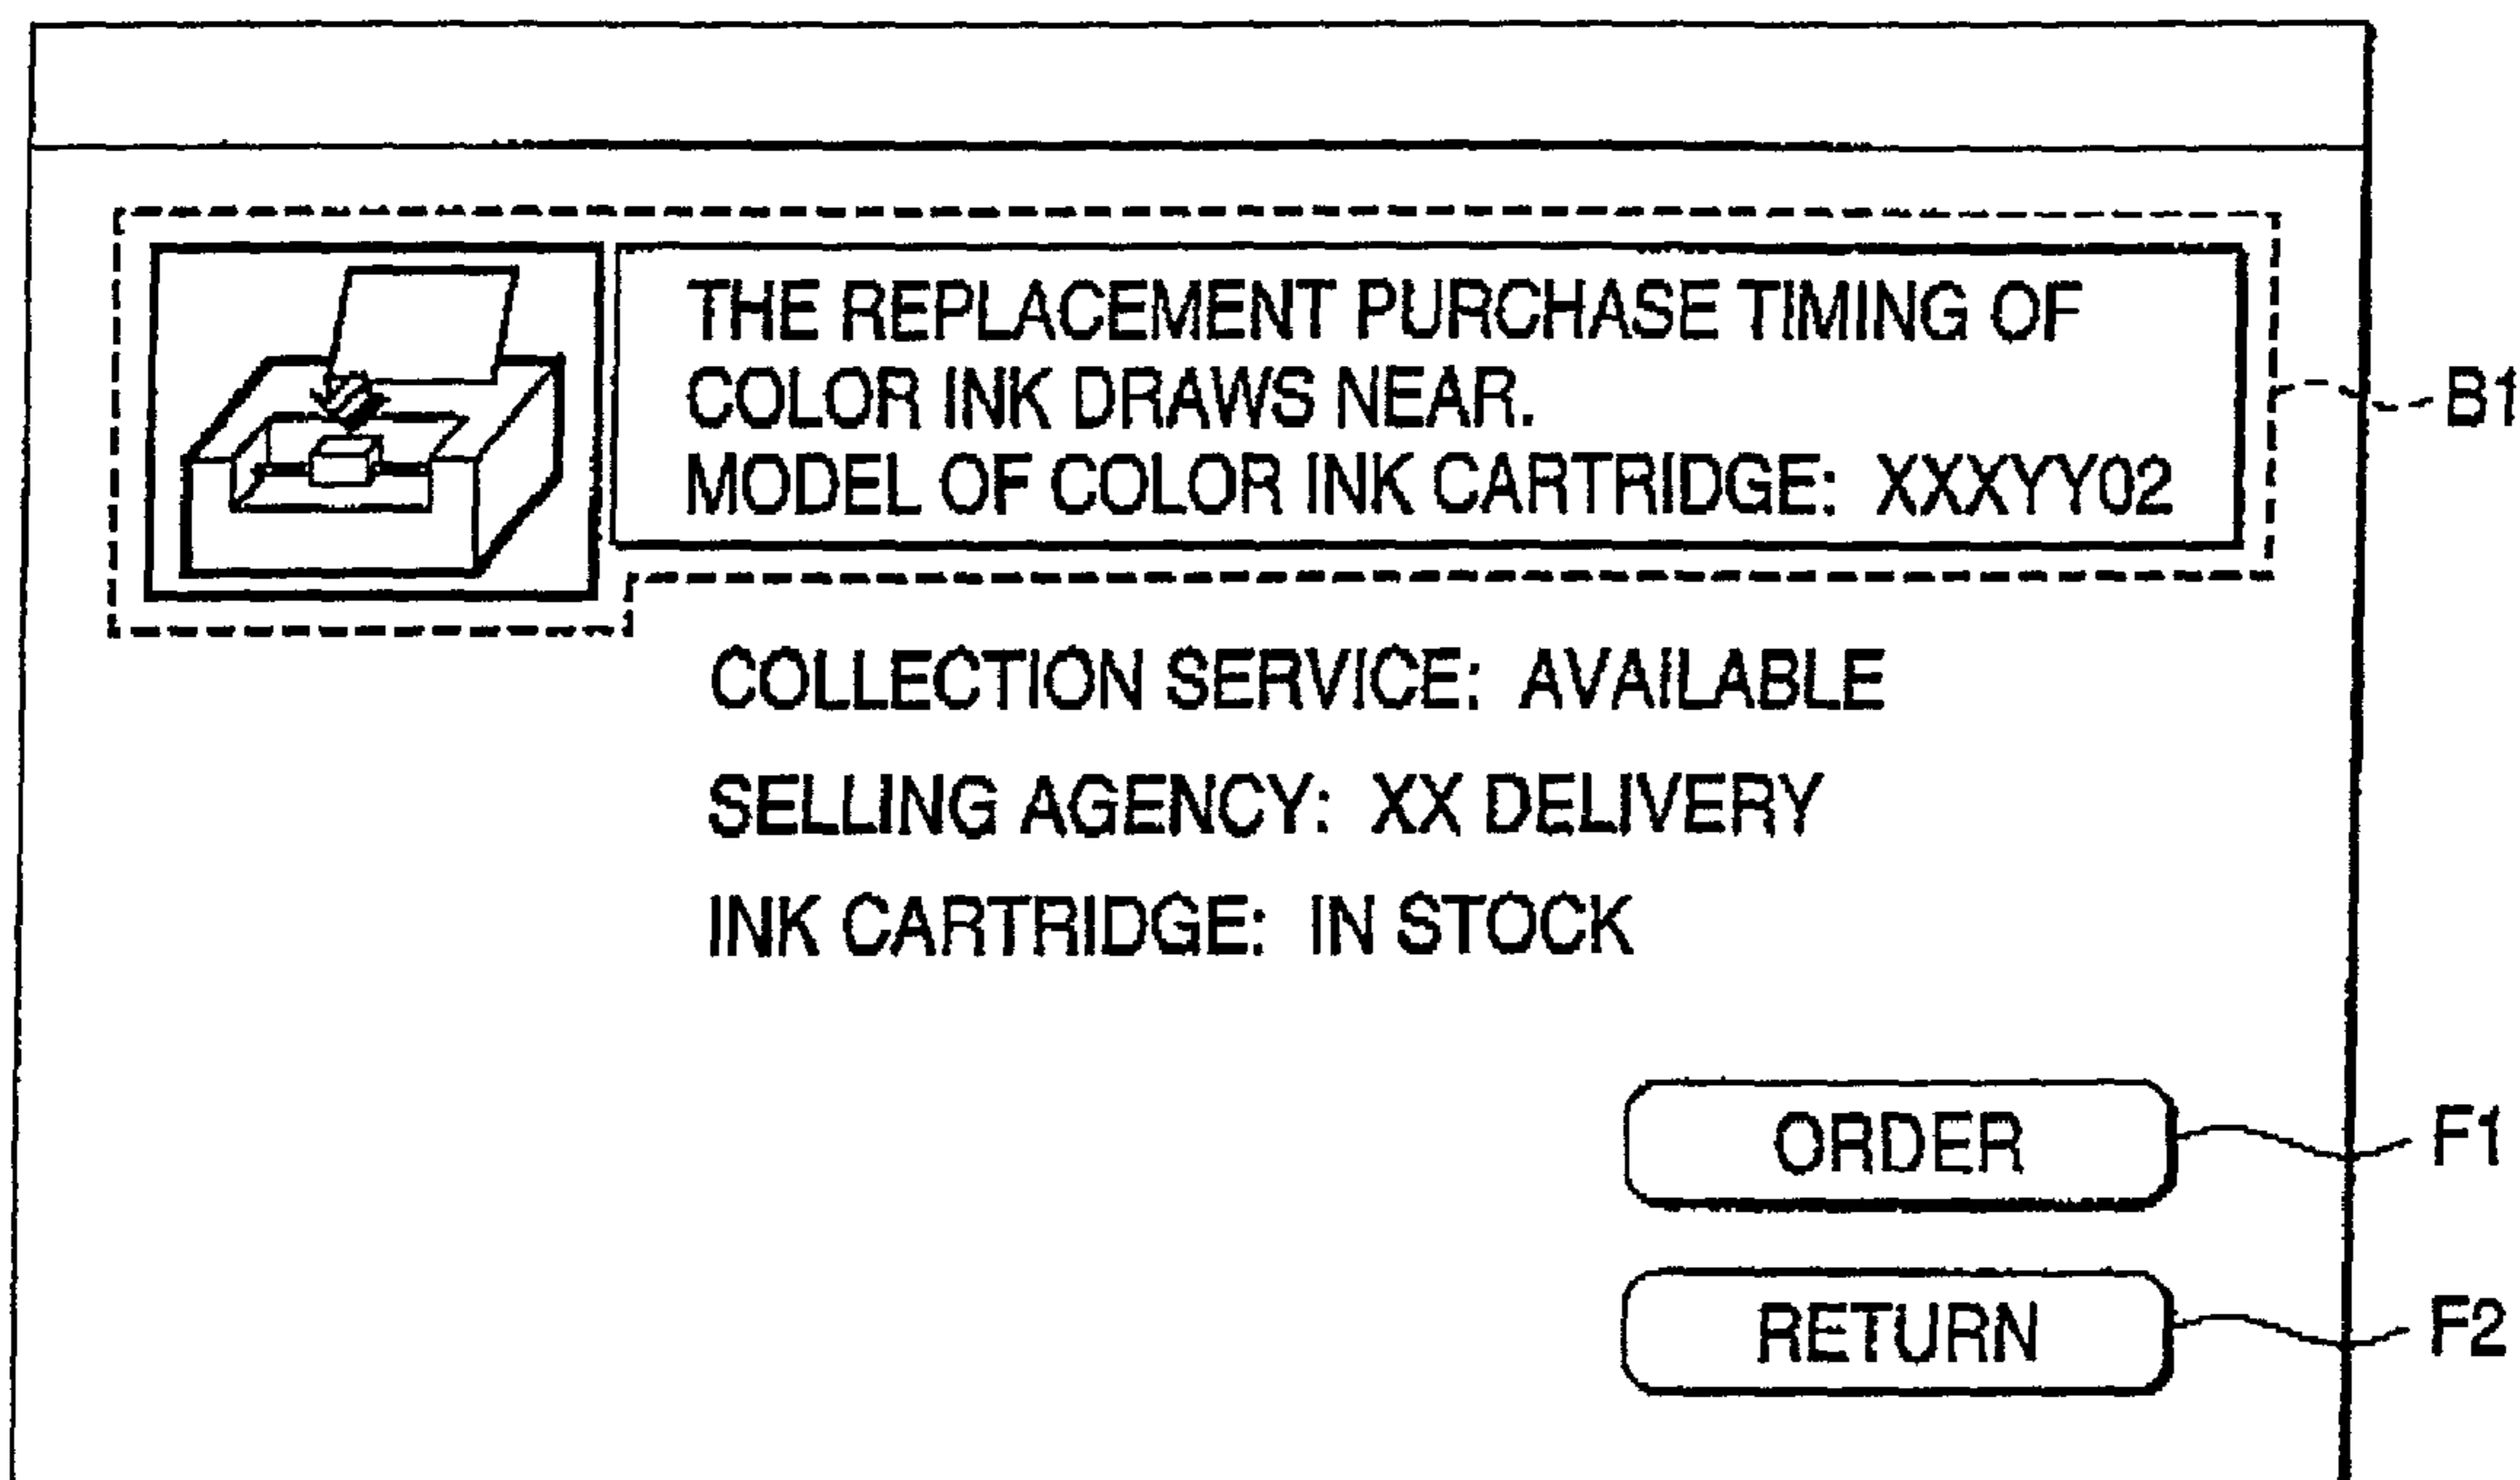 THE REPLACEMENT PURCHASE TIMING OF
COLOR INK DRAWS NEAR.
MODEL OF COLOR INK CARTRIDGE: XXXYY02
B1
COLLECTION SERVICE: AVAILABLE
SELLING AGENCY: XX DELIVERY
INK CARTRIDGE: IN STOCK
ORDER
F1
RETURN
F2